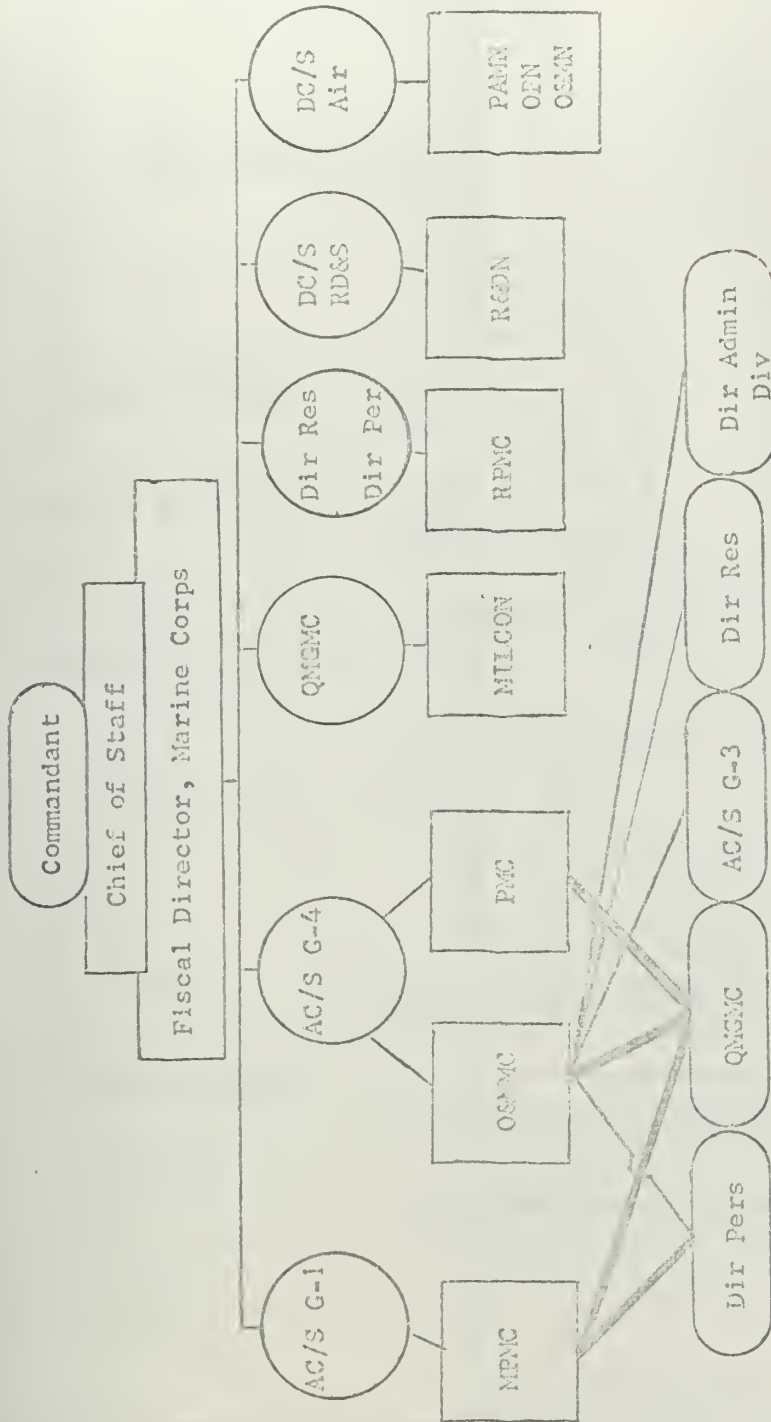 Commandant
Chief of Staff
Fiscal Director, Marine Corps
AC/S G-1
AC/S G-4
QMGMC
Dir Res
Dir Per
DC/S
RD&S
DC/S
Air
MPMC
O&MMC
PMC
MILCON
RPMC
R&DN
PAMN
OPN
O&MN
Dir Pers
QMGMC
AC/S G-3
Dir Res
Dir Admin
Div